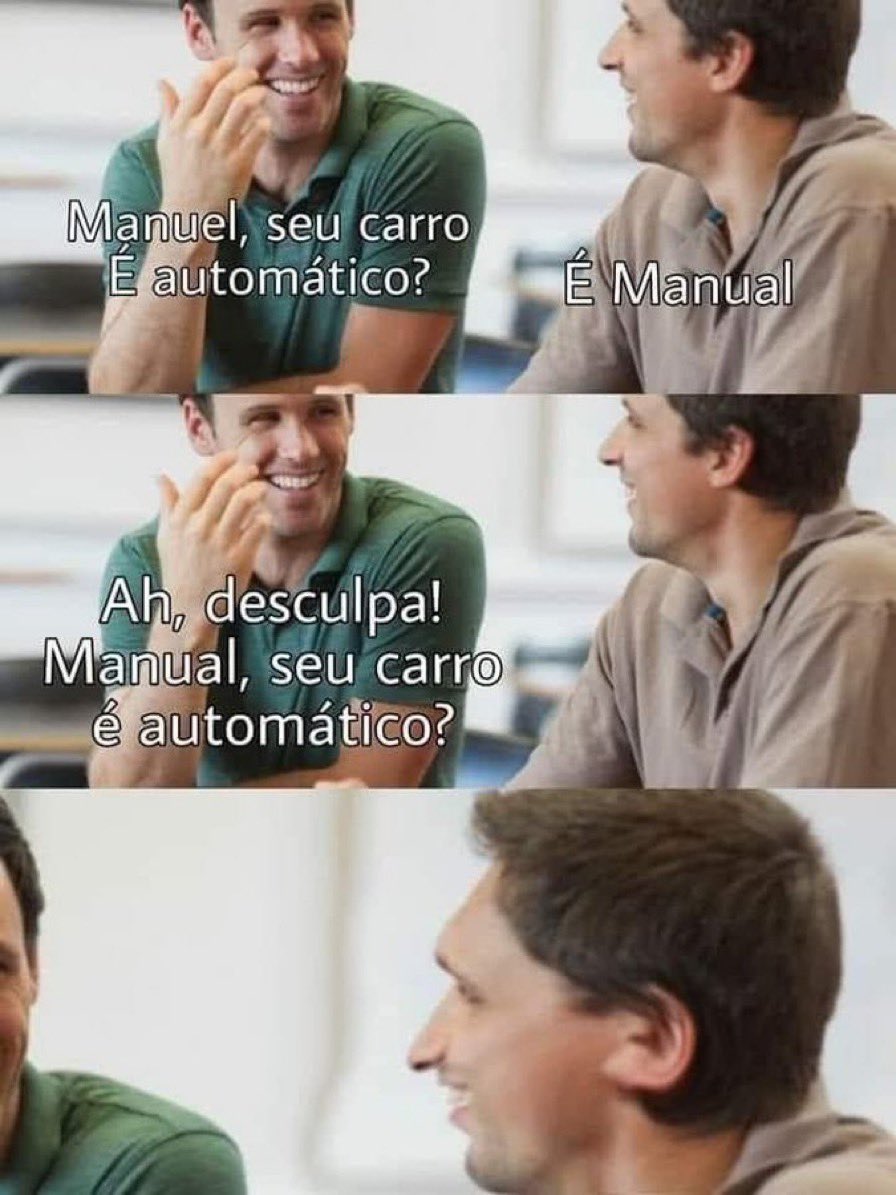 Manuel, seu carro
É automático?
É Manual
Ah, desculpa!
Manual, seu carro
é automático?